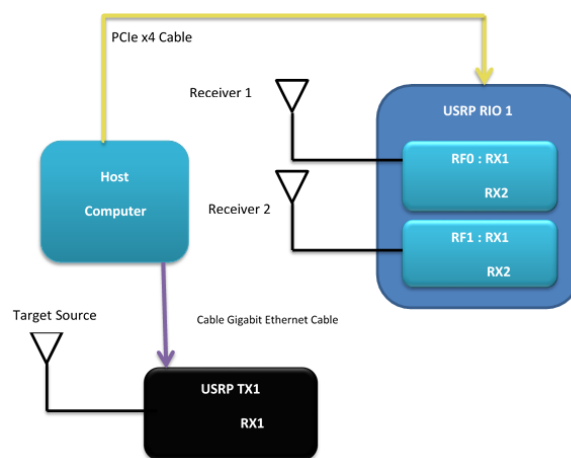 PCIe x4 Cable
Receiver 1
USRP RIO 1
RF0 : RX1
RX2
Host
Computer
Receiver 2
RF1 : RX1
RX2
Target Source
Cable Gigabit Ethernet Cable
USRP TX1
RX1